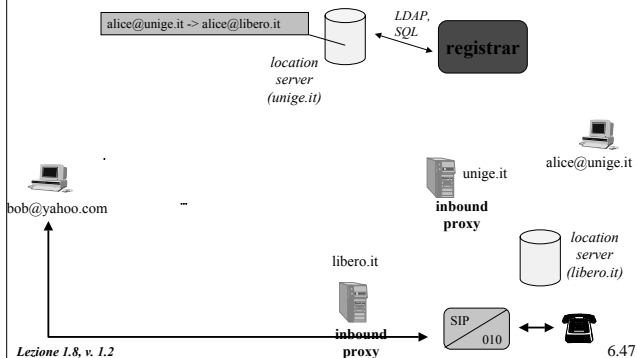 alice@unige.it -> alice@libero.it
LDAP,
SQL
registrar
location
server
(unige.it)
alice@unige.it
unige.it
inbound
proxy
bob@yahoo.com
location
server
(libero.it)
libero.it
inbound
proxy
SIP
010
Lezione 1.8, v. 1.2
6.47